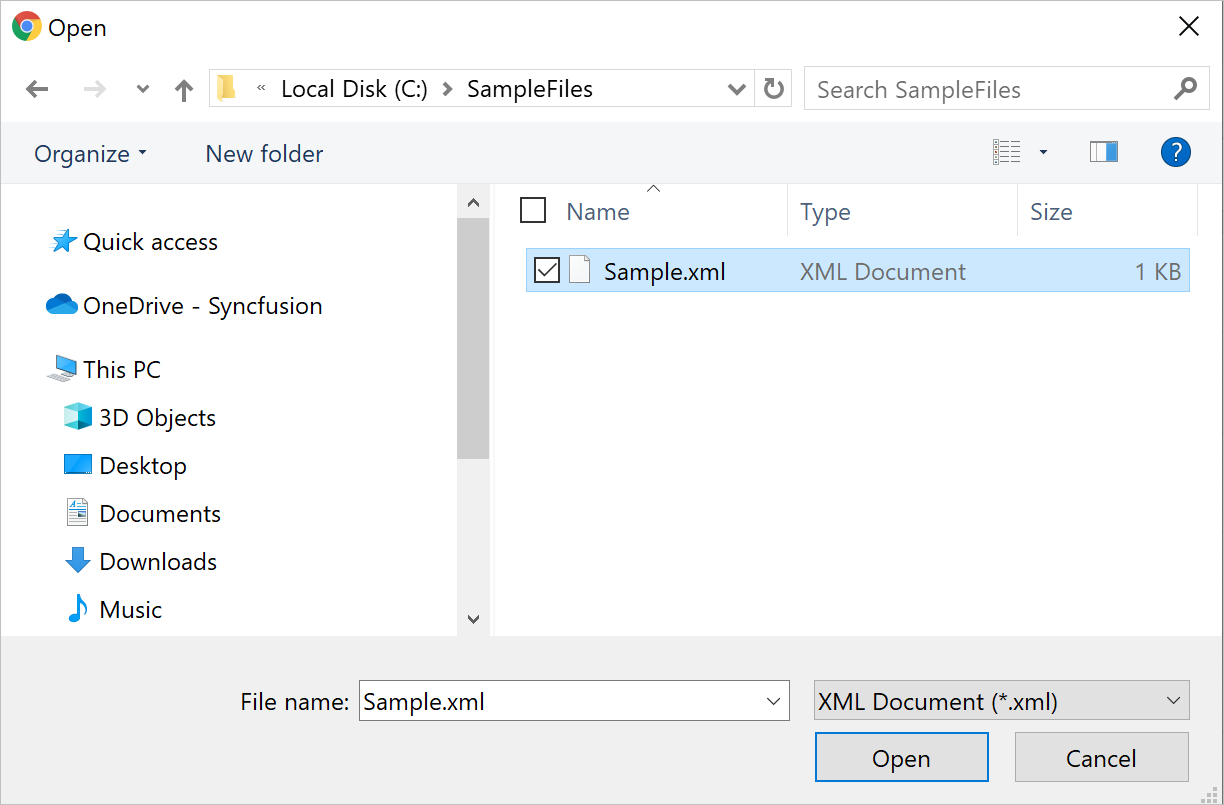 Open
« Local Disk (C:) > SampleFiles
Search SampleFiles
Organize
New folder
?
Name Type Size
Sample.xml XML Document 1 KB
Quick access
OneDrive - Syncfusion
This PC
3D Objects
Desktop
Documents
Downloads
Music
File name: Sample.xml XML Document (*.xml)
Open Cancel